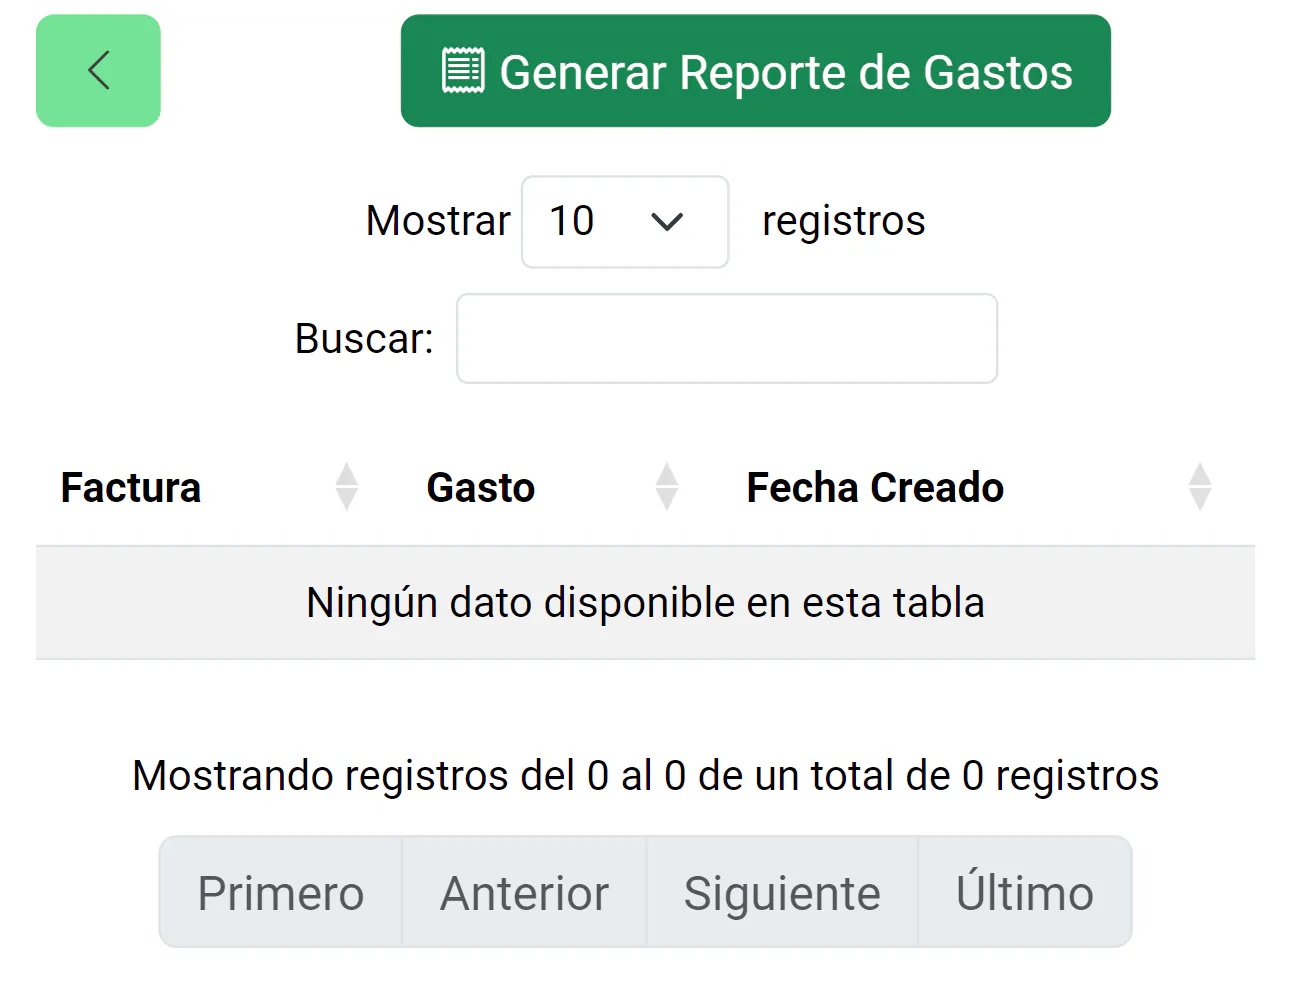 Generar Reporte de Gastos
Mostrar 10 registros
Buscar:
Factura Gasto Fecha Creado
Ningún dato disponible en esta tabla
Mostrando registros del 0 al 0 de un total de 0 registros
Primero Anterior Siguiente Último